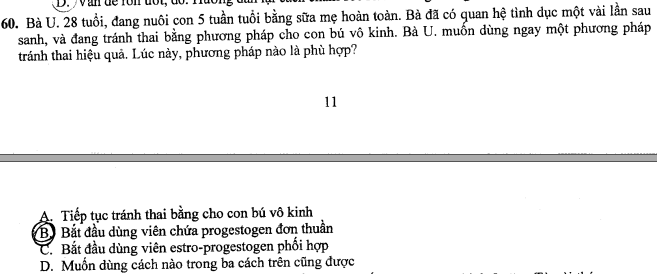 60. Bà U. 28 tuổi, đang nuôi con 5 tuần tuổi bằng sữa mẹ hoàn toàn. Bà đã có quan hệ tình dục một vài lần sau
sanh, và đang tránh thai bằng phương pháp cho con bú vô kinh. Bà U. muốn dùng ngay một phương pháp
tránh thai hiệu quả. Lúc này, phương pháp nào là phù hợp?
11
A. Tiếp tục tránh thai bằng cho con bú vô kinh
B. Bắt đầu dùng viên chứa progestogen đơn thuần
C. Bắt đầu dùng viên estro-progestogen phối hợp
D. Muốn dùng cách nào trong ba cách trên cũng được